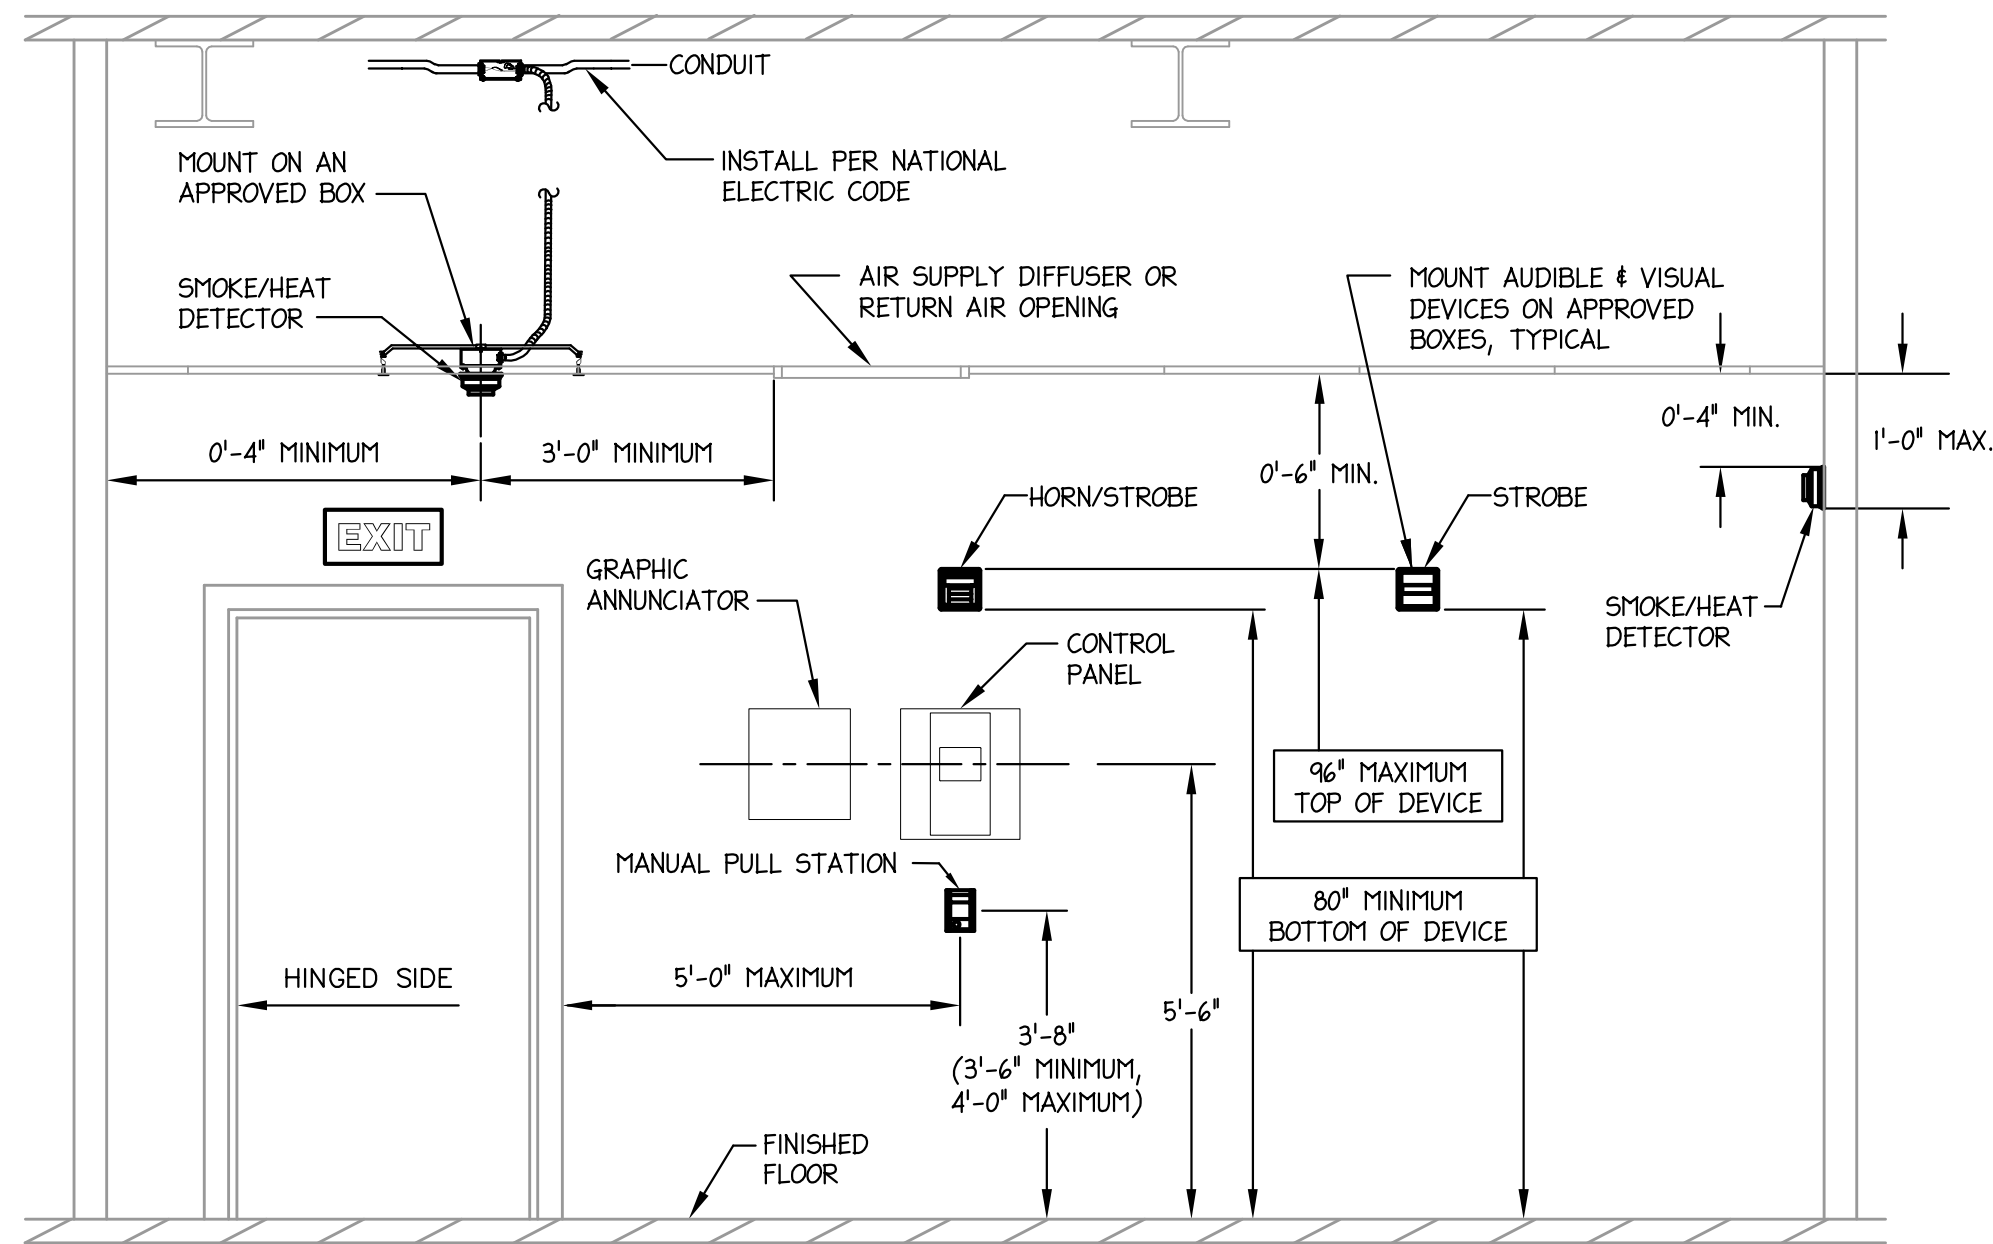 CONDUIT
MOUNT ON AN
APPROVED BOX
INSTALL PER NATIONAL
ELECTRIC CODE
SMOKE/HEAT
DETECTOR
AIR SUPPLY DIFFUSER OR
RETURN AIR OPENING
MOUNT AUDIBLE & VISUAL
DEVICES ON APPROVED
BOXES, TYPICAL
0'-4" MINIMUM
3'-0" MINIMUM
0'-6" MIN.
0'-4" MIN.
1'-0" MAX.
EXIT
HORN/STROBE
STROBE
GRAPHIC
ANNUNCIATOR
CONTROL
PANEL
SMOKE/HEAT
DETECTOR
96" MAXIMUM
TOP OF DEVICE
MANUAL PULL STATION
80" MINIMUM
BOTTOM OF DEVICE
HINGED SIDE
5'-0" MAXIMUM
5'-6"
3'-8"
(3'-6" MINIMUM,
4'-0" MAXIMUM)
FINISHED
FLOOR